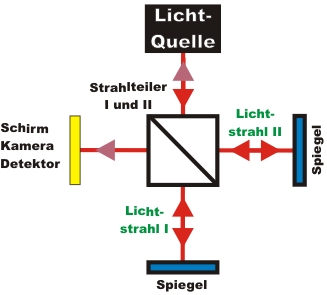 Licht-
Quelle
Strahlteiler
I und II
Licht-
strahl II
Schirm
Kamera
Detektor
Spiegel
Licht-
strahl I
Spiegel